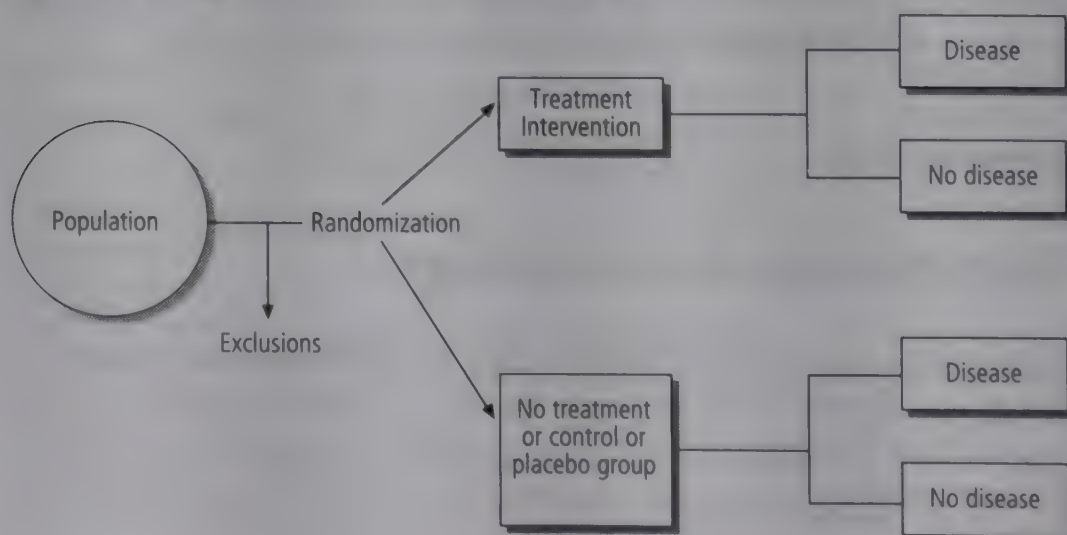 Population
Exclusions
Randomization
Treatment
Intervention
Disease
No disease
No treatment
or control or
placebo group
Disease
No disease